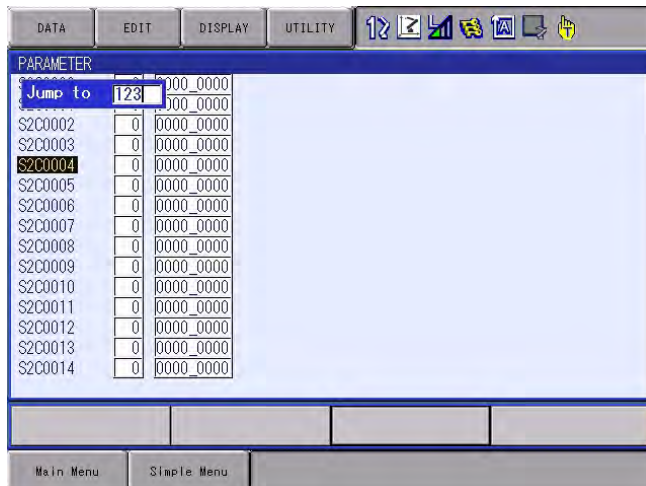 DATA EDIT DISPLAY UTILITY
PARAMETER
Jump to 123
S2C0002 0 0000_0000
S2C0003 0 0000_0000
S2C0004 0 0000_0000
S2C0005 0 0000_0000
S2C0006 0 0000_0000
S2C0007 0 0000_0000
S2C0008 0 0000_0000
S2C0009 0 0000_0000
S2C0010 0 0000_0000
S2C0011 0 0000_0000
S2C0012 0 0000_0000
S2C0013 0 0000_0000
S2C0014 0 0000_0000
Main Menu Simple Menu